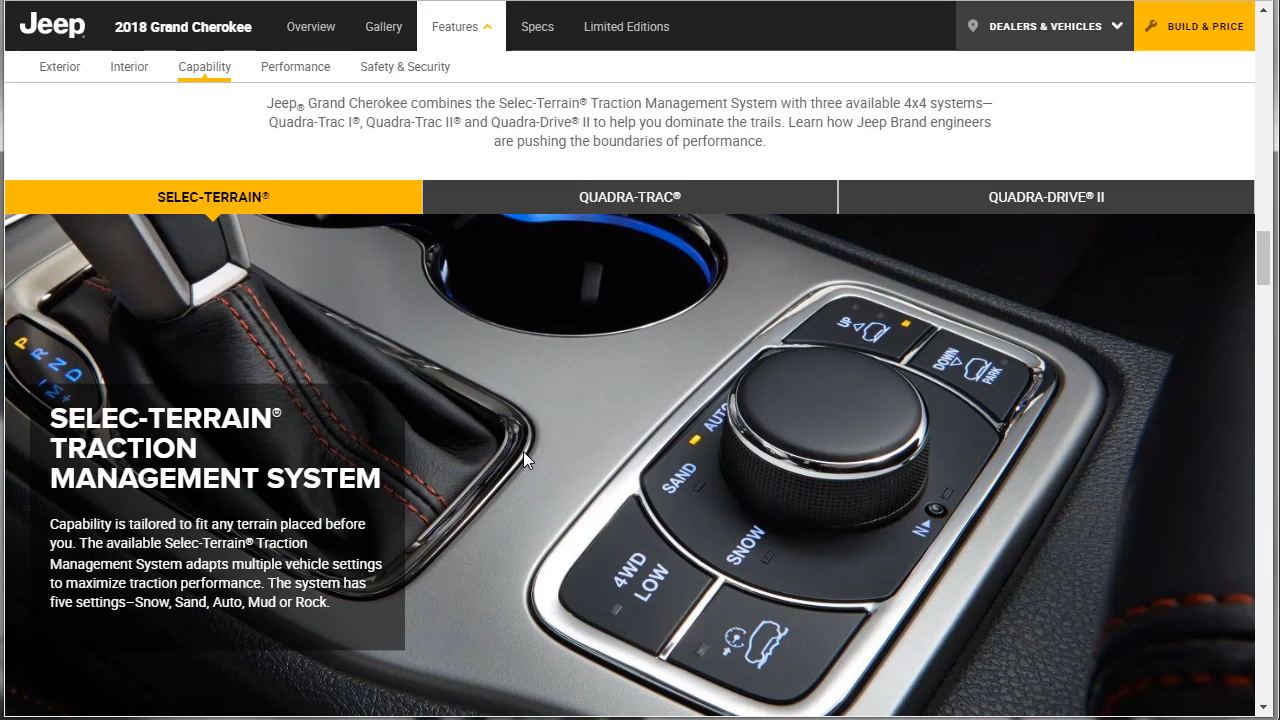 Jeep
2018 Grand Cherokee
Overview
Gallery
Features
Specs
Limited Editions
DEALERS & VEHICLES
BUILD & PRICE
Exterior
Interior
Capability
Performance
Safety & Security
Jeep® Grand Cherokee combines the Selec-Terrain® Traction Management System with three available 4x4 systems—
Quadra-Trac I®, Quadra-Trac II® and Quadra-Drive® II to help you dominate the trails. Learn how Jeep Brand engineers
are pushing the boundaries of performance.
SELEC-TERRAIN®
QUADRA-TRAC®
QUADRA-DRIVE® II
P
R
N
D
M
SELEC-TERRAIN®
TRACTION
MANAGEMENT SYSTEM
Capability is tailored to fit any terrain placed before
you. The available Selec-Terrain® Traction
Management System adapts multiple vehicle settings
to maximize traction performance. The system has
five settings–Snow, Sand, Auto, Mud or Rock.
UP
DOWN
PARK
AUTO
SAND
SNOW
N
4WD
LOW